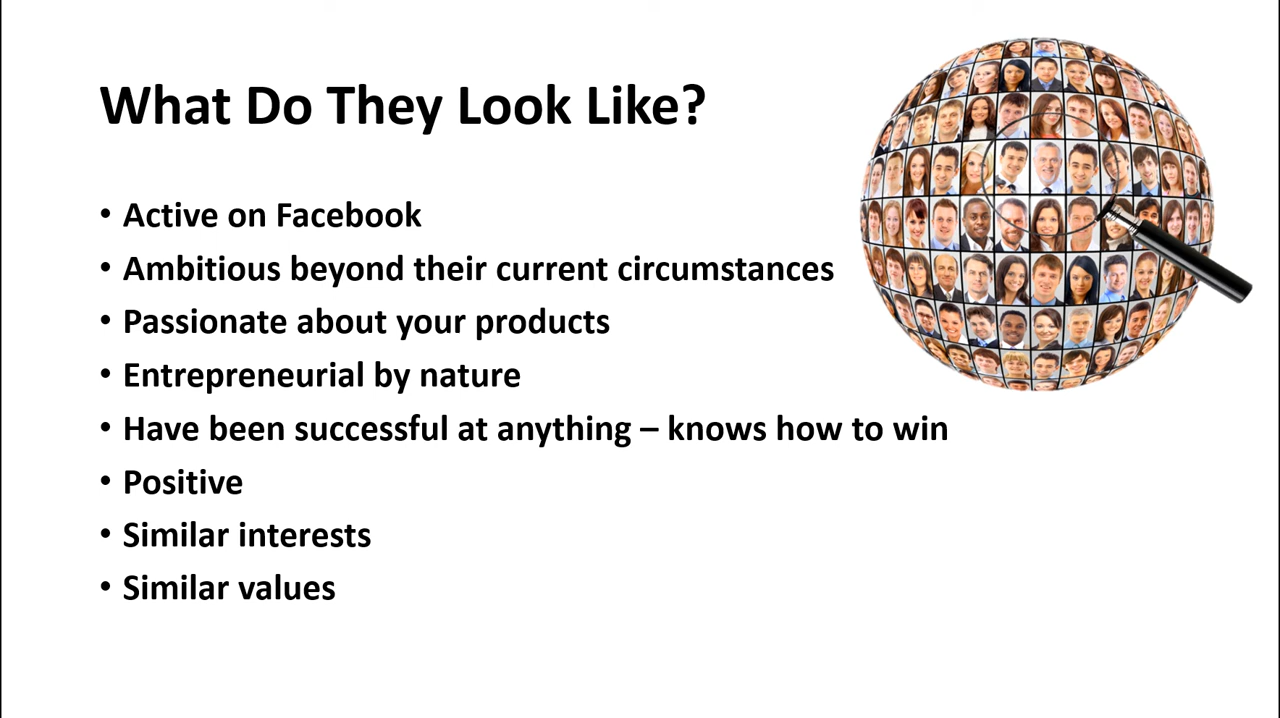 What Do They Look Like?
• Active on Facebook
• Ambitious beyond their current circumstances
• Passionate about your products
• Entrepreneurial by nature
• Have been successful at anything – knows how to win
• Positive
• Similar interests
• Similar values